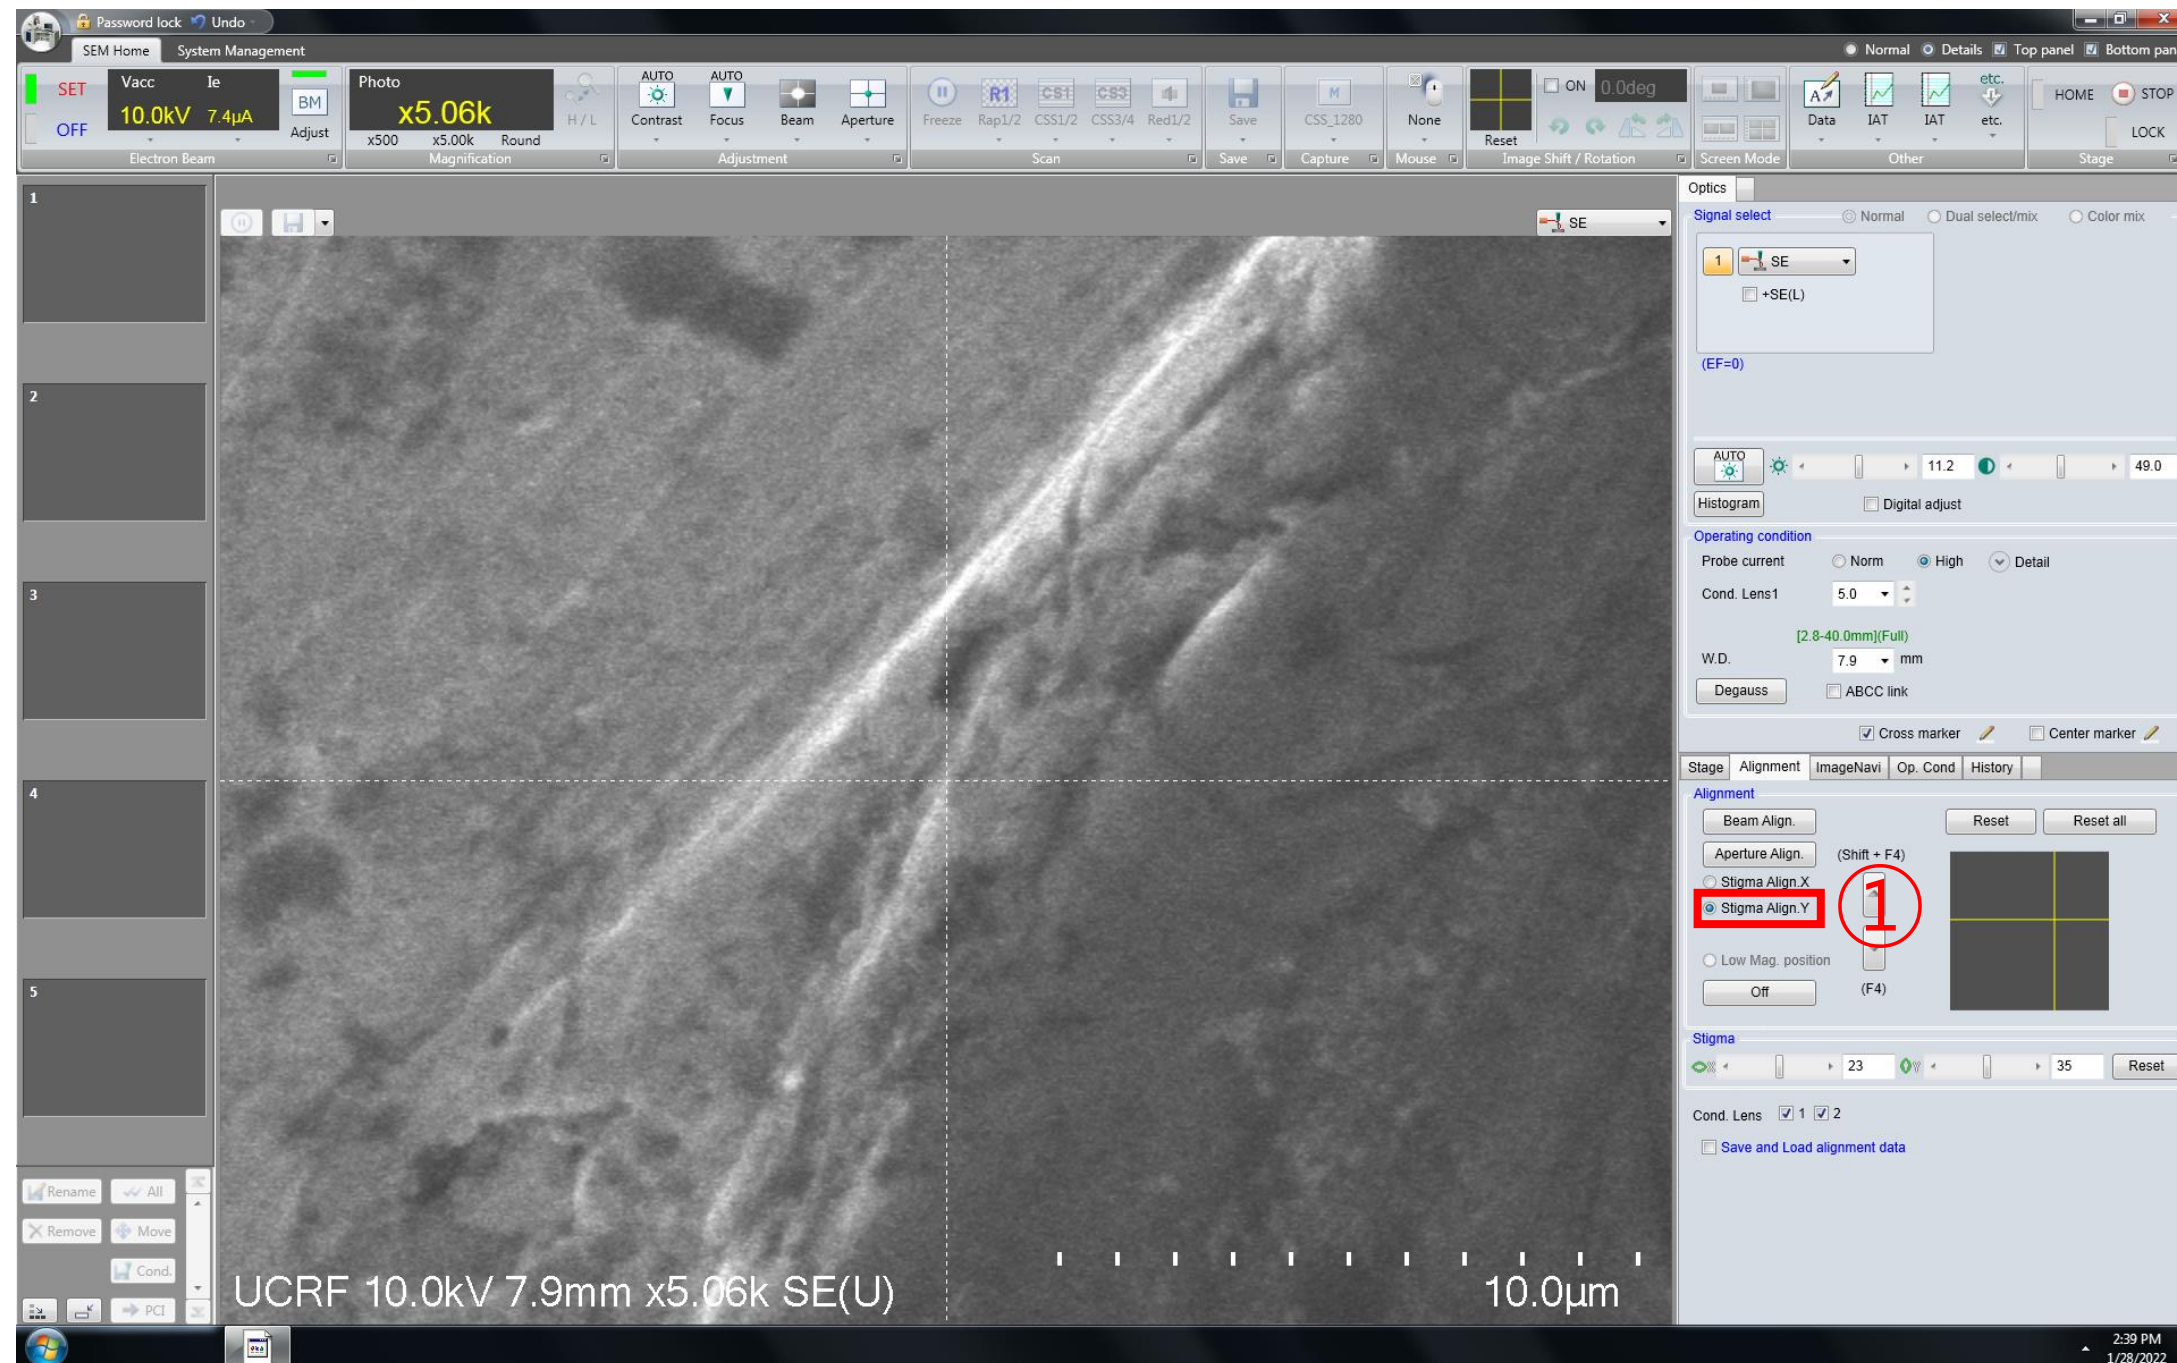 Password lock Undo
SEM Home System Management Normal Details Top panel Bottom pan
SET Vacc Ie
10.0kV 7.4µA
OFF
BM
Adjust
Electron Beam
Photo
x5.06k
x500 x5.00k Round
H / L
Magnification
AUTO AUTO
Contrast Focus Beam Aperture
Adjustment
R1 CS1 CS3
Freeze Rap1/2 CSS1/2 CSS3/4 Red1/2
Scan
Save
Save
M
CSS_1280
Capture
None
Mouse
Reset
ON 0.0deg
Image Shift / Rotation
Screen Mode
etc.
Data IAT IAT etc.
Other
HOME STOP
LOCK
Stage
1
2
3
4
5
SE
Optics
Signal select Normal Dual select/mix Color mix
1 SE
+SE(L)
(EF=0)
AUTO 11.2 49.0
Histogram Digital adjust
Operating condition
Probe current Norm High Detail
Cond. Lens1 5.0
[2.8-40.0mm](Full)
W.D. 7.9 mm
Degauss ABCC link
Cross marker Center marker
Stage Alignment ImageNavi Op. Cond History
Alignment
Beam Align. Reset Reset all
Aperture Align. (Shift + F4)
Stigma Align.X
Stigma Align.Y
1
Low Mag. position
Off (F4)
Stigma
X 23 Y 35 Reset
Cond. Lens 1 2
Save and Load alignment data
Rename All
Remove Move
Cond.
PCI
UCRF 10.0kV 7.9mm x5.06k SE(U) 10.0µm
2:39 PM
1/28/2022